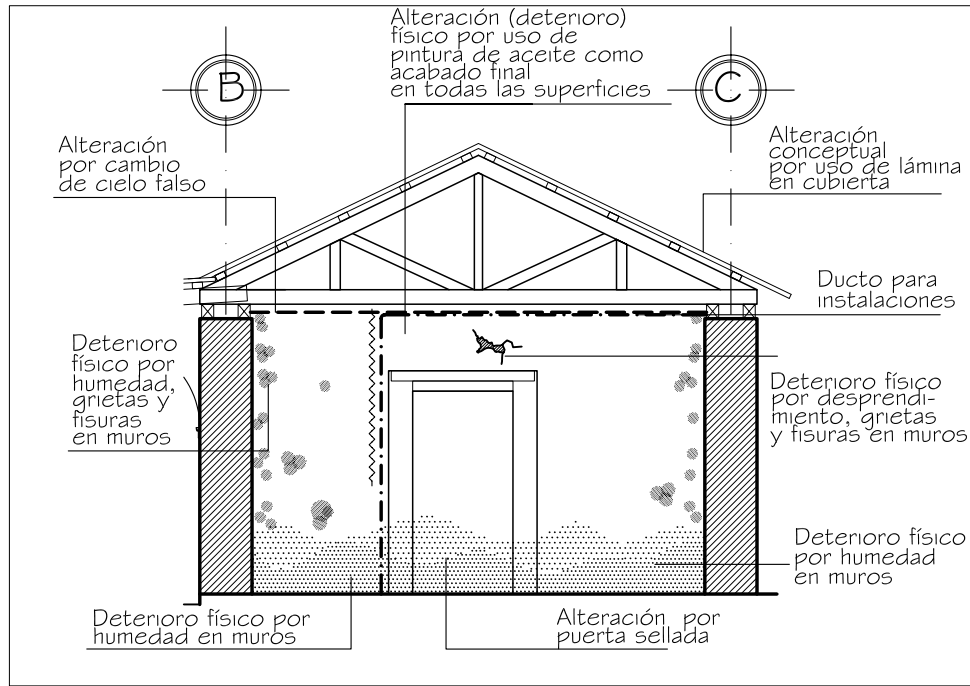 Alteración (deterioro)
físico por uso de
pintura de aceite como
acabado final
en todas las superficies
B
C
Alteración
por cambio
de cielo falso
Alteración
conceptual
por uso de lámina
en cubierta
Ducto para
instalaciones
Deterioro
físico por
humedad,
grietas y
fisuras
en muros
Deterioro físico
por desprendi-
miento, grietas
y fisuras en muros
Deterioro físico
por humedad
en muros
Deterioro físico por
humedad en muros
Alteración por
puerta sellada